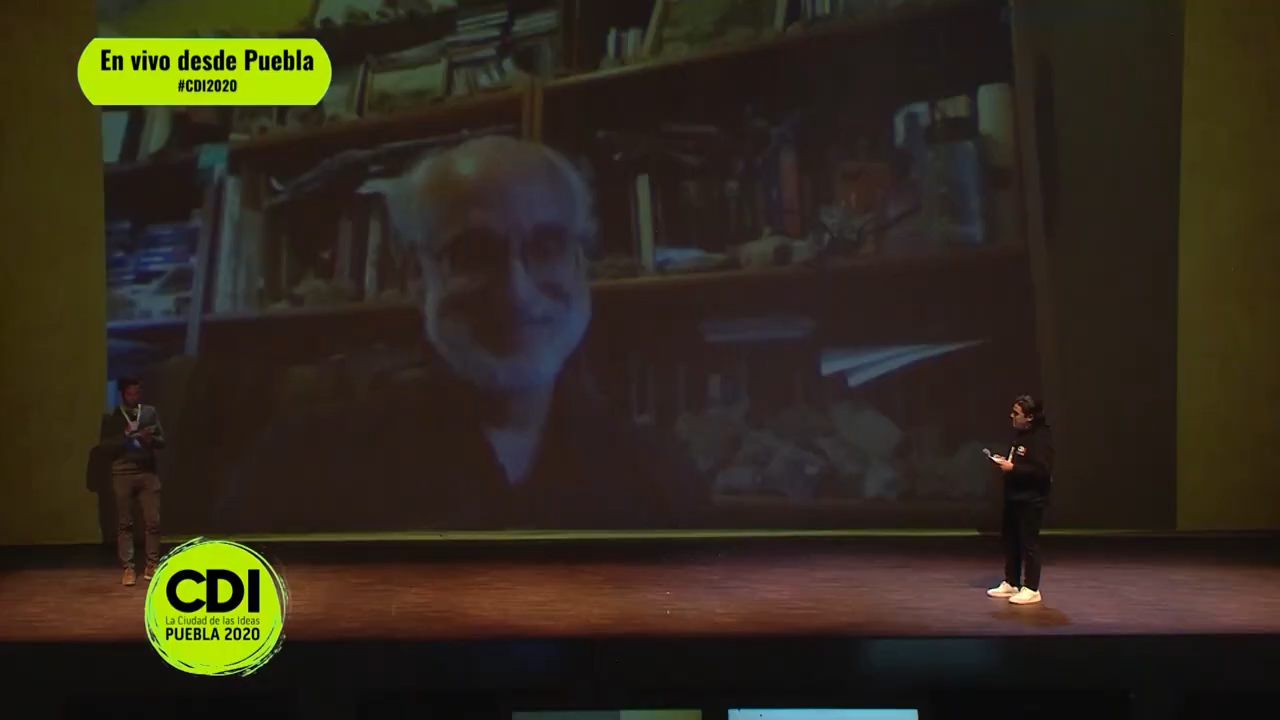 En vivo desde Puebla
#CDI2020
CDI
La Ciudad de las Ideas
PUEBLA 2020